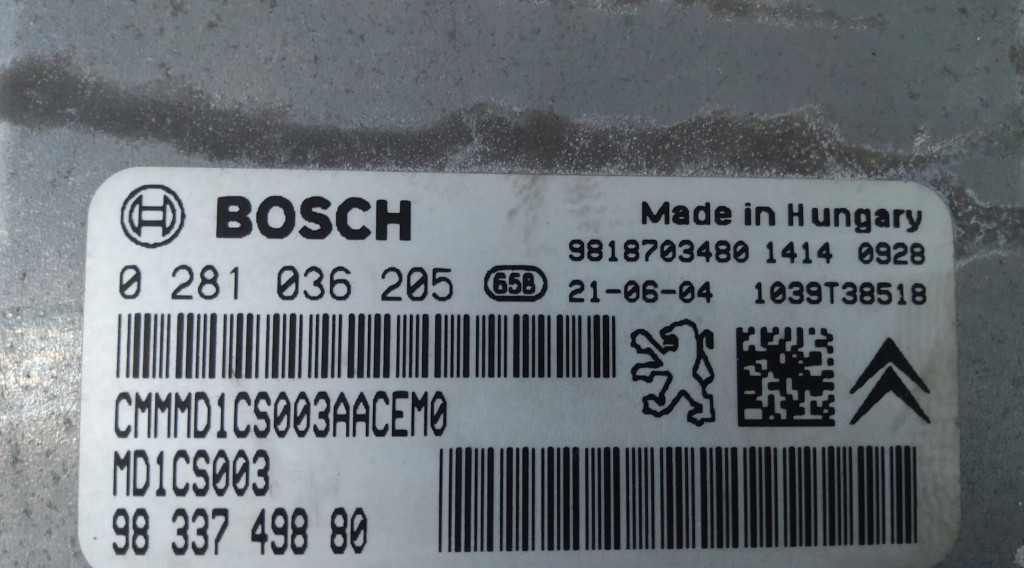 BOSCH
Made in Hungary
9818703480 1414 0928
0 281 036 205 65B 21-06-04 1039T38518
CMMMD1CS003AACEM0
MD1CS003
98 337 498 80